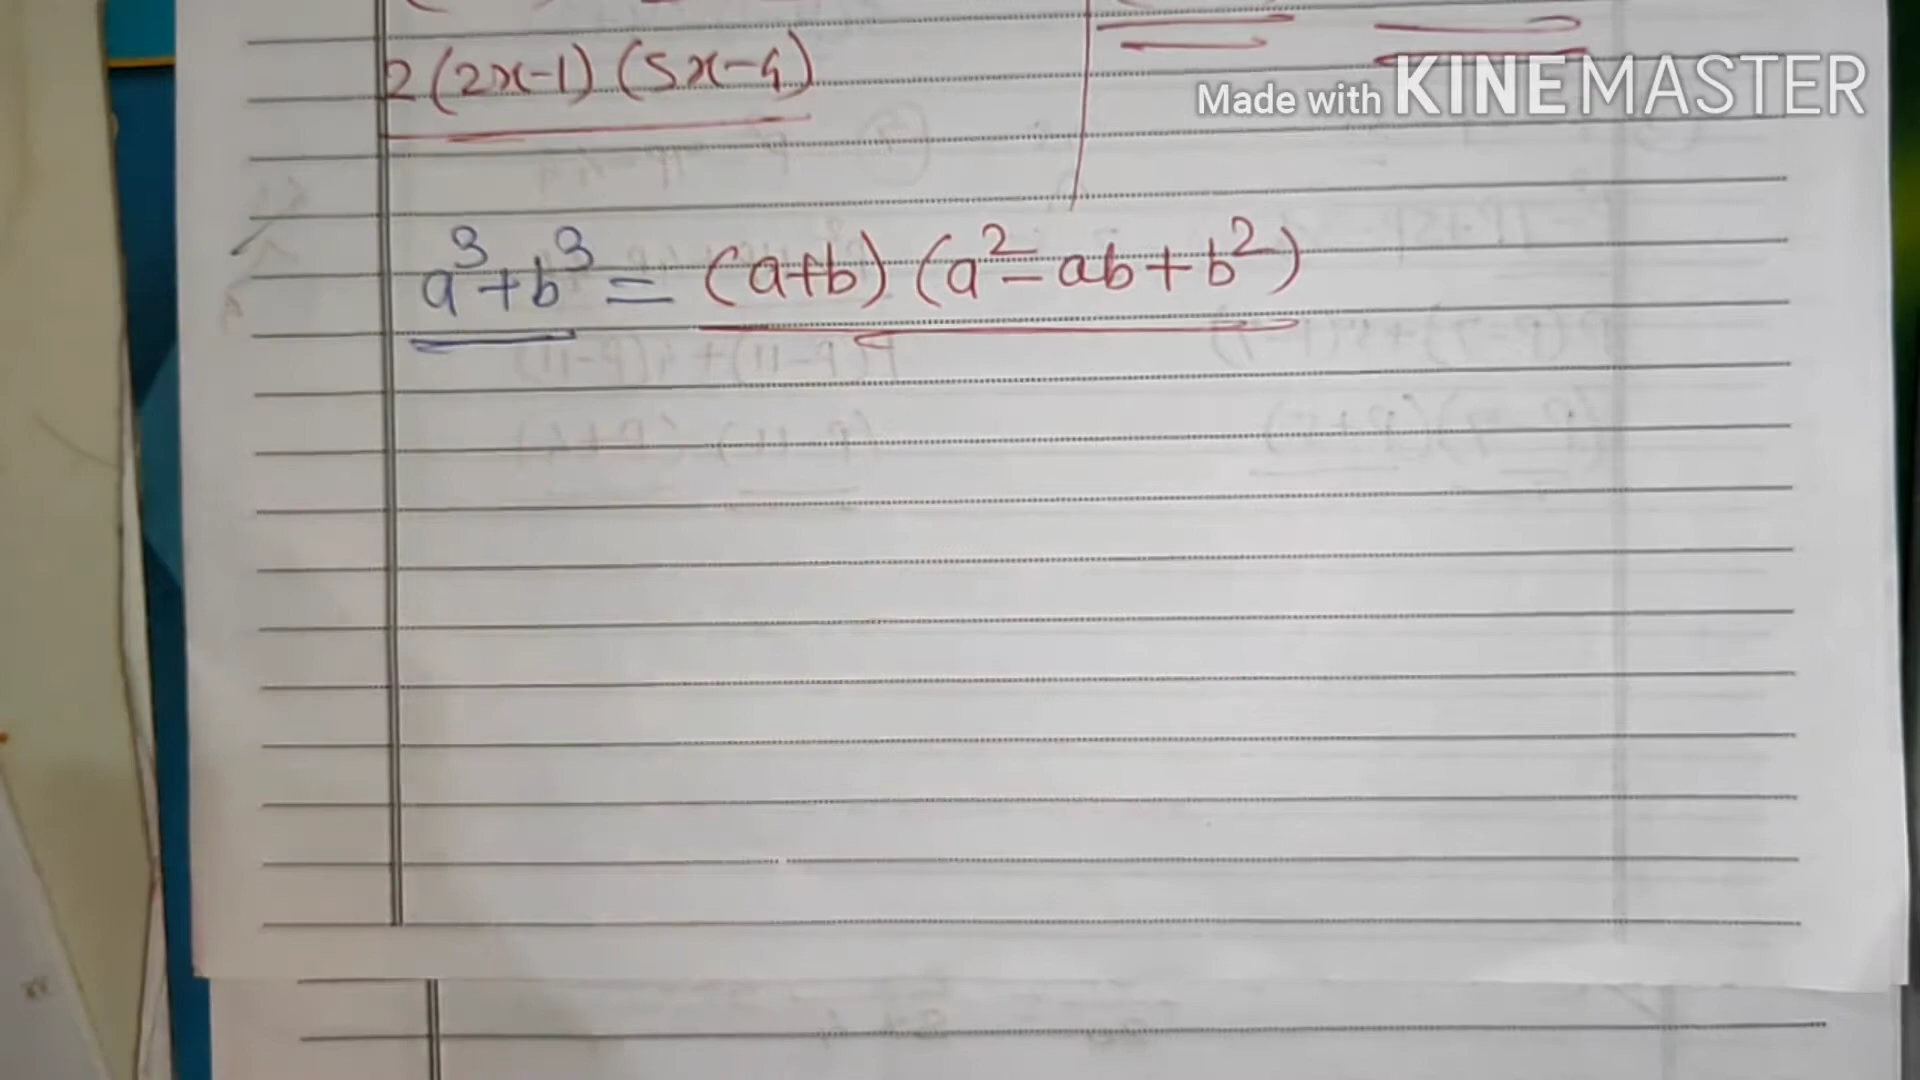 2(2x-1)(5x-4)
Made with KINEMASTER
a³+b³ = (a+b)(a²-ab+b²)